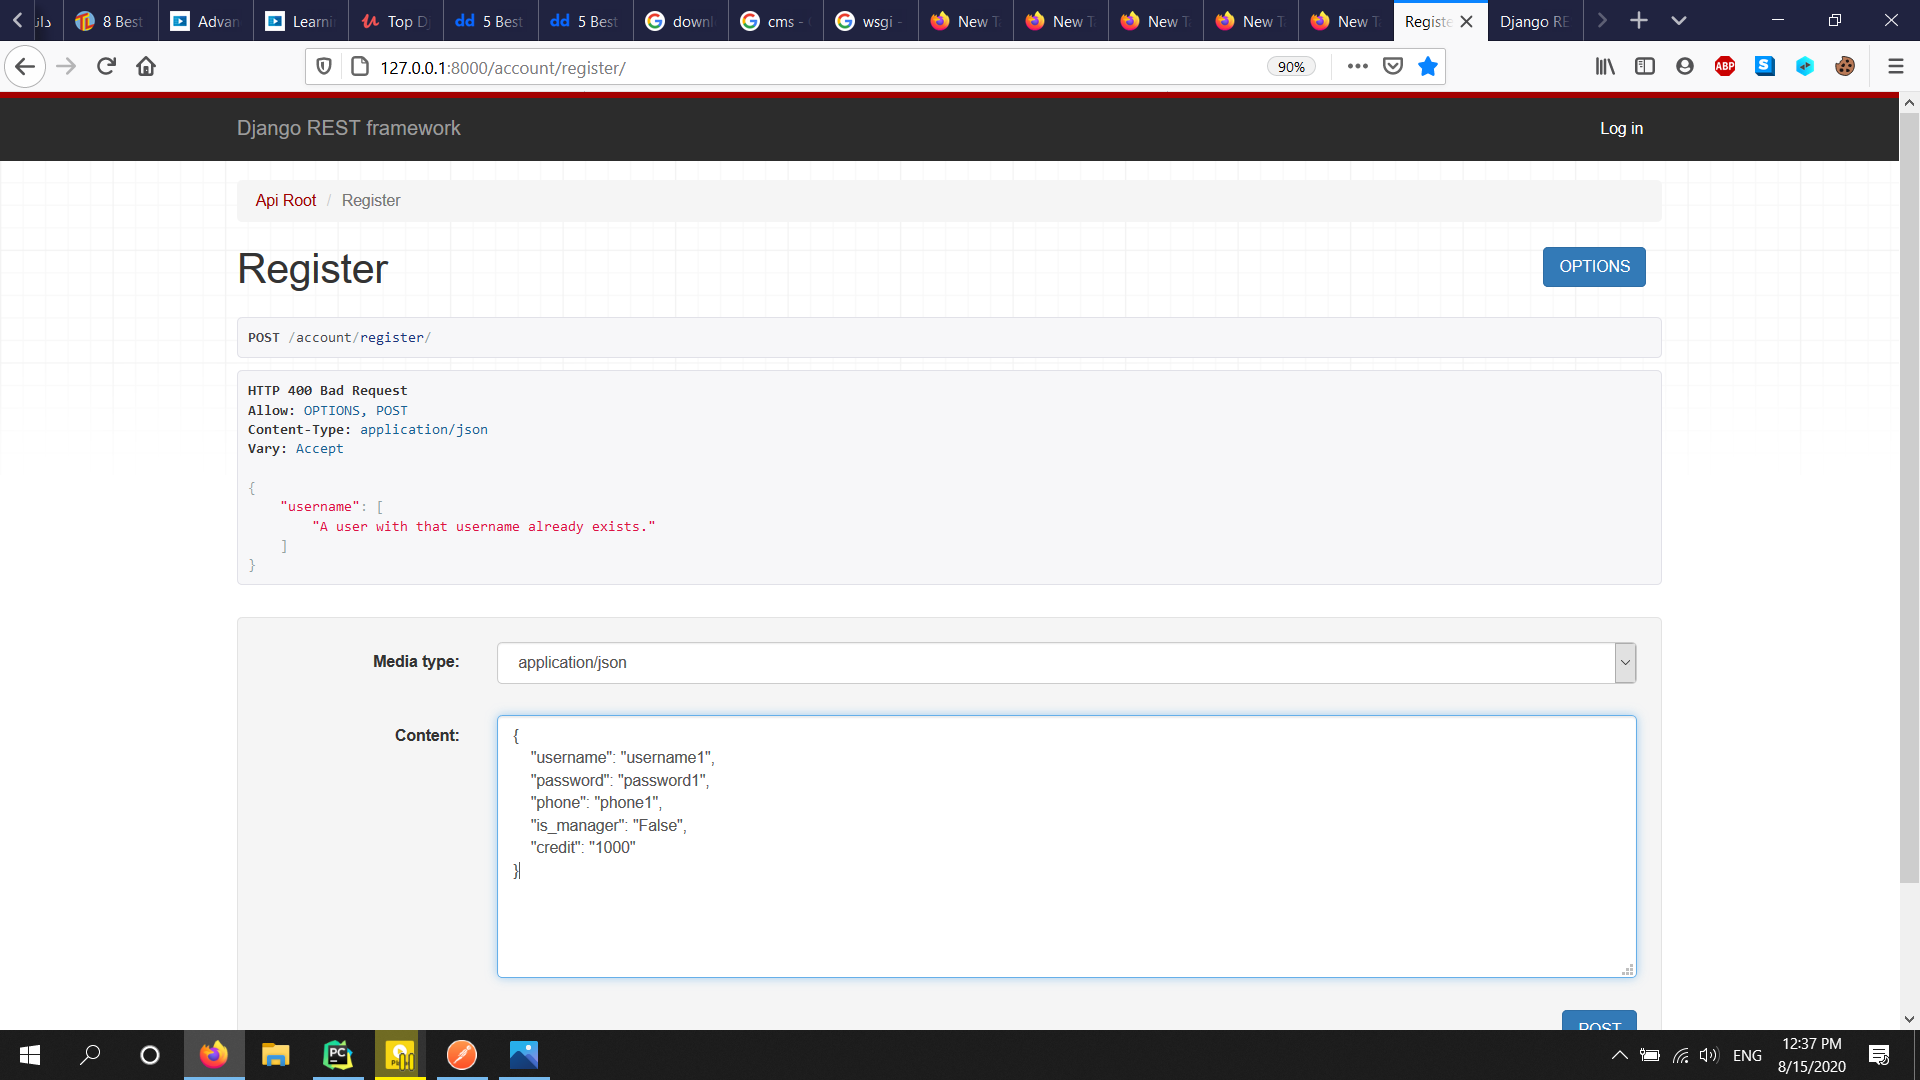 8 Best
Advan
Learni
Top Dj
5 Best
5 Best
downl
cms -
wsgi -
New T
New T
New T
New T
New T
Registe
Django RE
127.0.0.1:8000/account/register/
90%
ABP
S
Django REST framework
Log in
Api Root / Register
Register
OPTIONS
POST /account/register/
HTTP 400 Bad Request
Allow: OPTIONS, POST
Content-Type: application/json
Vary: Accept
{
"username": [
"A user with that username already exists."
]
}
Media type:
application/json
Content:
{
"username": "username1",
"password": "password1",
"phone": "phone1",
"is_manager": "False",
"credit": "1000"
}
POST
PC
ENG
12:37 PM
8/15/2020